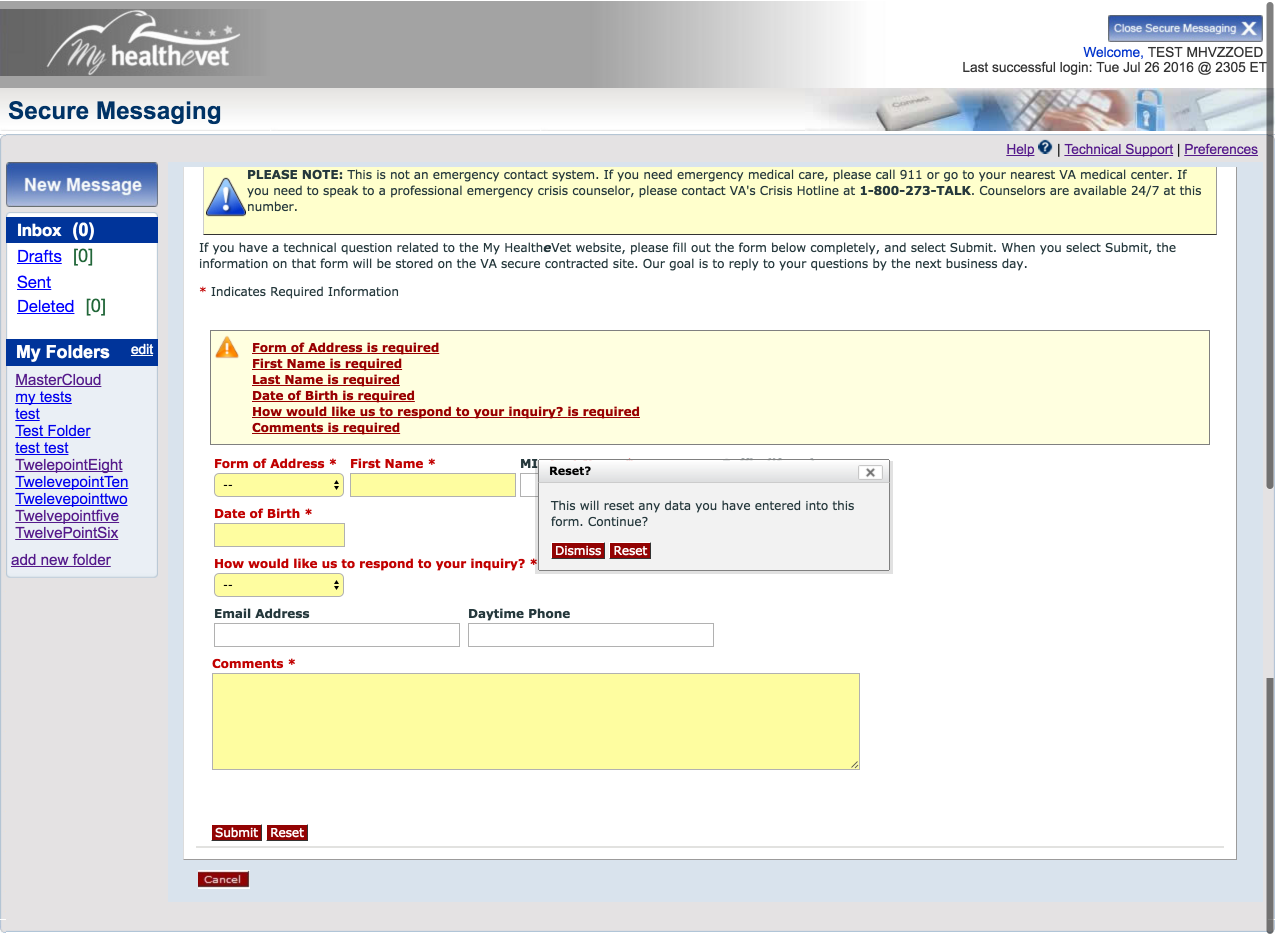 My healthevet
Close Secure Messaging X
Welcome, TEST MHVZZOED
Last successful login: Tue Jul 26 2016 @ 2305 ET
Secure Messaging
Connect
Help ? | Technical Support | Preferences
New Message
Inbox (0)
Drafts [0]
Sent
Deleted [0]
My Folders edit
MasterCloud
my tests
test
Test Folder
test test
TwelepointEight
TwelevepointTen
Twelevepointtwo
Twelvepointfive
TwelvePointSix
add new folder
PLEASE NOTE: This is not an emergency contact system. If you need emergency medical care, please call 911 or go to your nearest VA medical center. If
you need to speak to a professional emergency crisis counselor, please contact VA's Crisis Hotline at 1-800-273-TALK. Counselors are available 24/7 at this
number.
If you have a technical question related to the My HealtheVet website, please fill out the form below completely, and select Submit. When you select Submit, the
information on that form will be stored on the VA secure contracted site. Our goal is to reply to your questions by the next business day.
* Indicates Required Information
Form of Address is required
First Name is required
Last Name is required
Date of Birth is required
How would like us to respond to your inquiry? is required
Comments is required
Form of Address * First Name * MI
--
Date of Birth *
How would like us to respond to your inquiry? *
--
Email Address Daytime Phone
Comments *
Reset?
This will reset any data you have entered into this
form. Continue?
Dismiss Reset
Submit Reset
Cancel